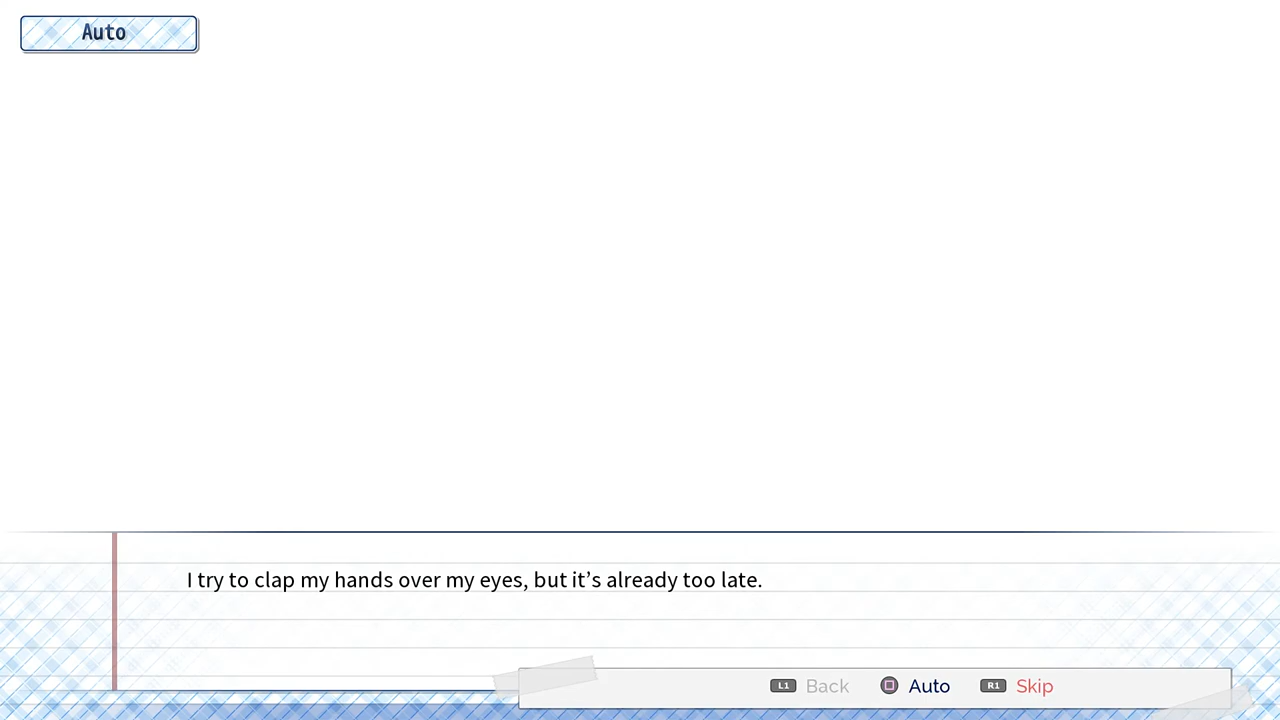 Auto
I try to clap my hands over my eyes, but it’s already too late.
L1 Back Auto R1 Skip